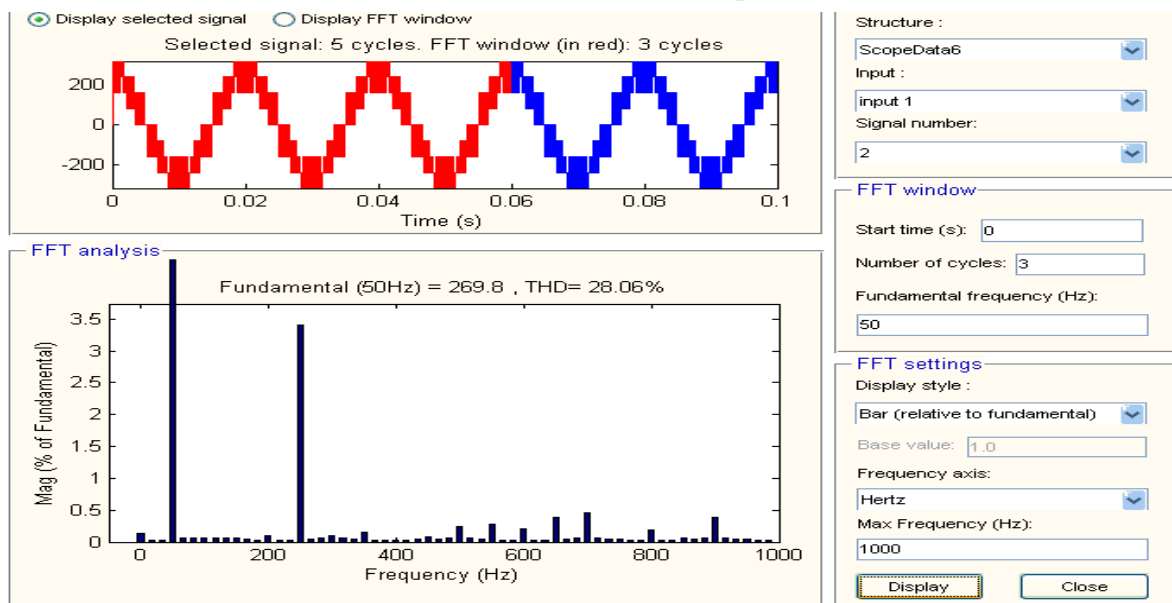 Display selected signal Display FFT window
Selected signal: 5 cycles. FFT window (in red): 3 cycles
200
0
-200
0 0.02 0.04 0.06 0.08 0.1
Time (s)
FFT analysis
Fundamental (50Hz) = 269.8 , THD= 28.06%
3.5
3
2.5
2
1.5
1
0.5
0
Mag (% of Fundamental)
0 200 400 600 800 1000
Frequency (Hz)
Structure :
ScopeData6
Input :
input 1
Signal number:
2
FFT window
Start time (s): 0
Number of cycles: 3
Fundamental frequency (Hz):
50
FFT settings
Display style :
Bar (relative to fundamental)
Base value: 1.0
Frequency axis:
Hertz
Max Frequency (Hz):
1000
Display Close